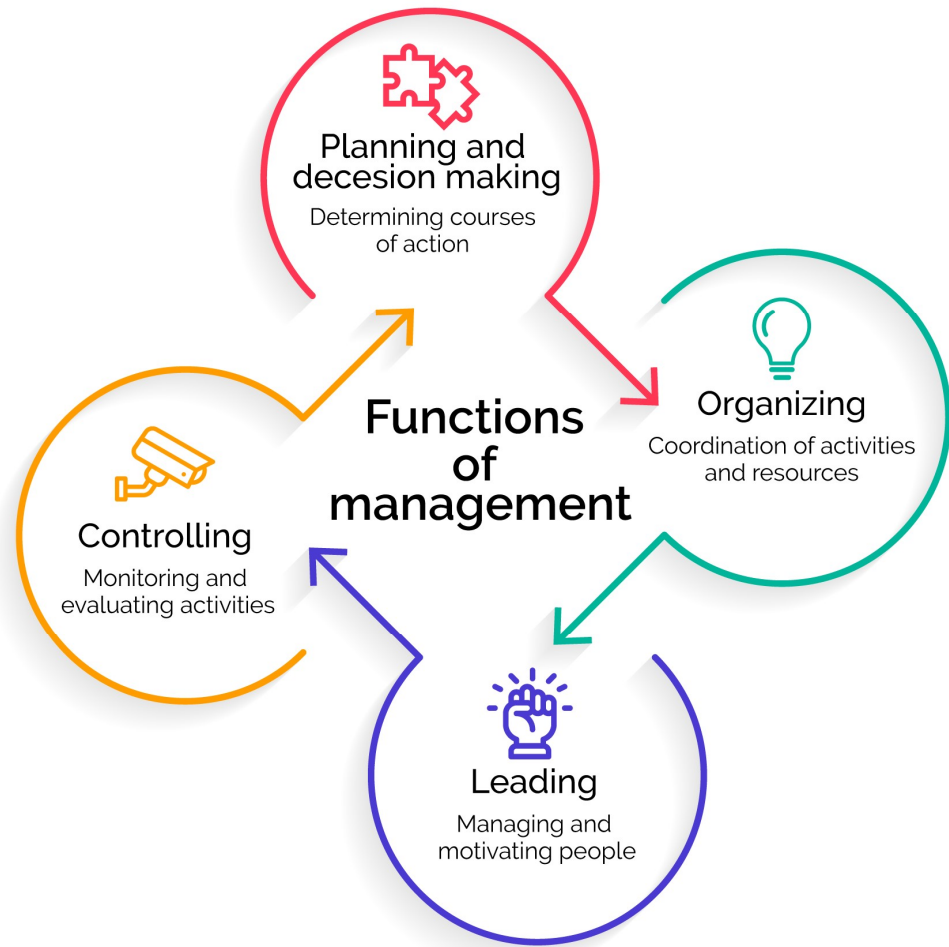 Planning and
decesion making
Determining courses
of action
Organizing
Coordination of activities
and resources
Functions
of
management
Controlling
Monitoring and
evaluating activities
Leading
Managing and
motivating people